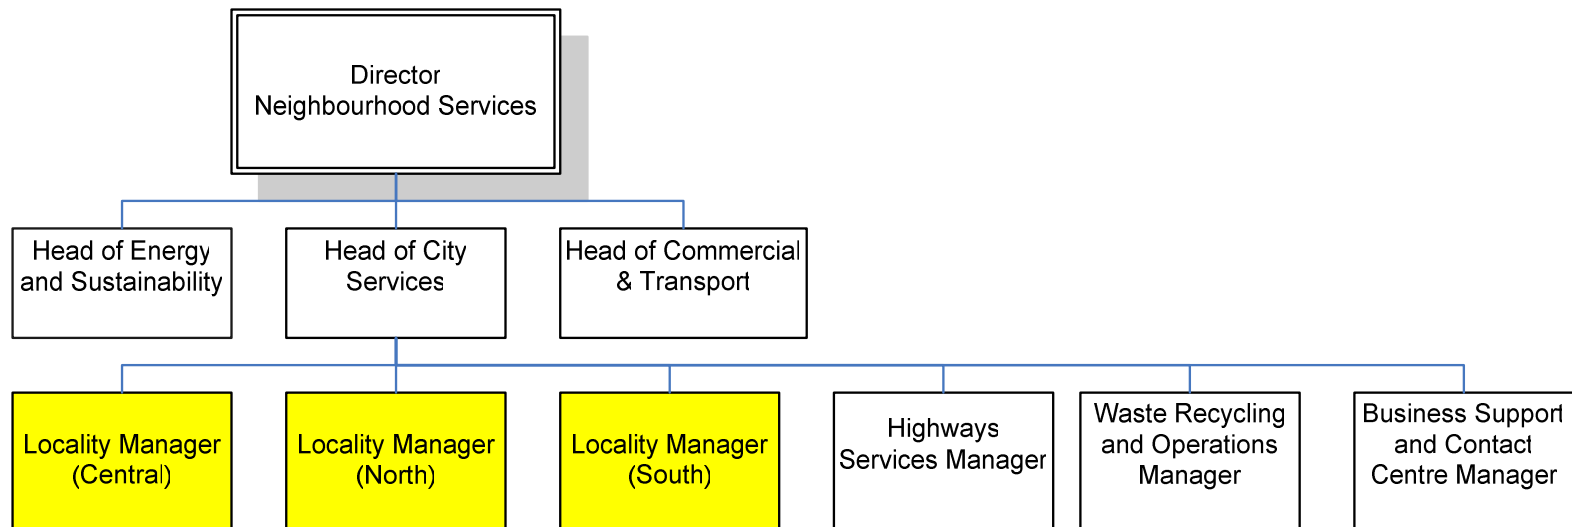 Director
Neighbourhood Services
Head of Energy
and Sustainability
Head of City
Services
Head of Commercial
& Transport
Locality Manager
(Central)
Locality Manager
(North)
Locality Manager
(South)
Highways
Services Manager
Waste Recycling
and Operations
Manager
Business Support
and Contact
Centre Manager